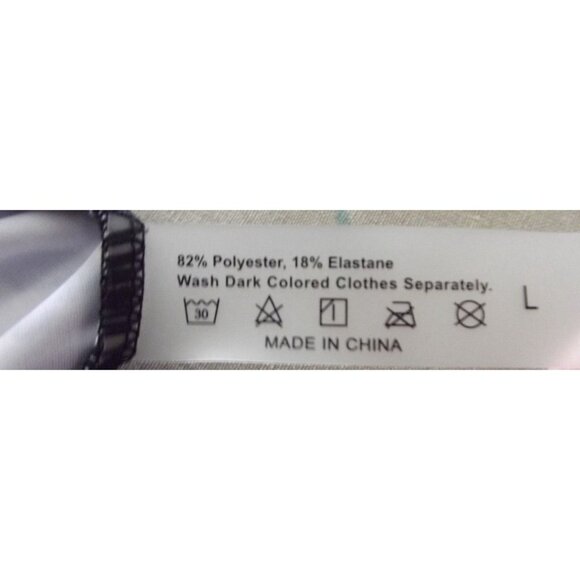 82% Polyester, 18% Elastane
Wash Dark Colored Clothes Separately.
30
L
MADE IN CHINA